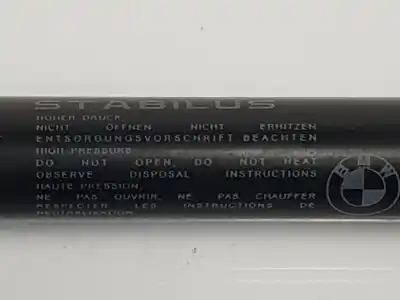 STABILUS
HOHER DRUCK,
NICHT ÖFFNEN, NICHT ERHITZEN
ENTSORGUNGSVORSCHRIFT BEACHTEN
HIGH PRESSURE
DO NOT OPEN, DO NOT HEAT
OBSERVE DISPOSAL INSTRUCTIONS
HAUTE PRESSION,
NE PAS OUVRIR, NE PAS CHAUFFER
RESPECTER LES INSTRUCTIONS DE
NEUTRALISATION
BMW